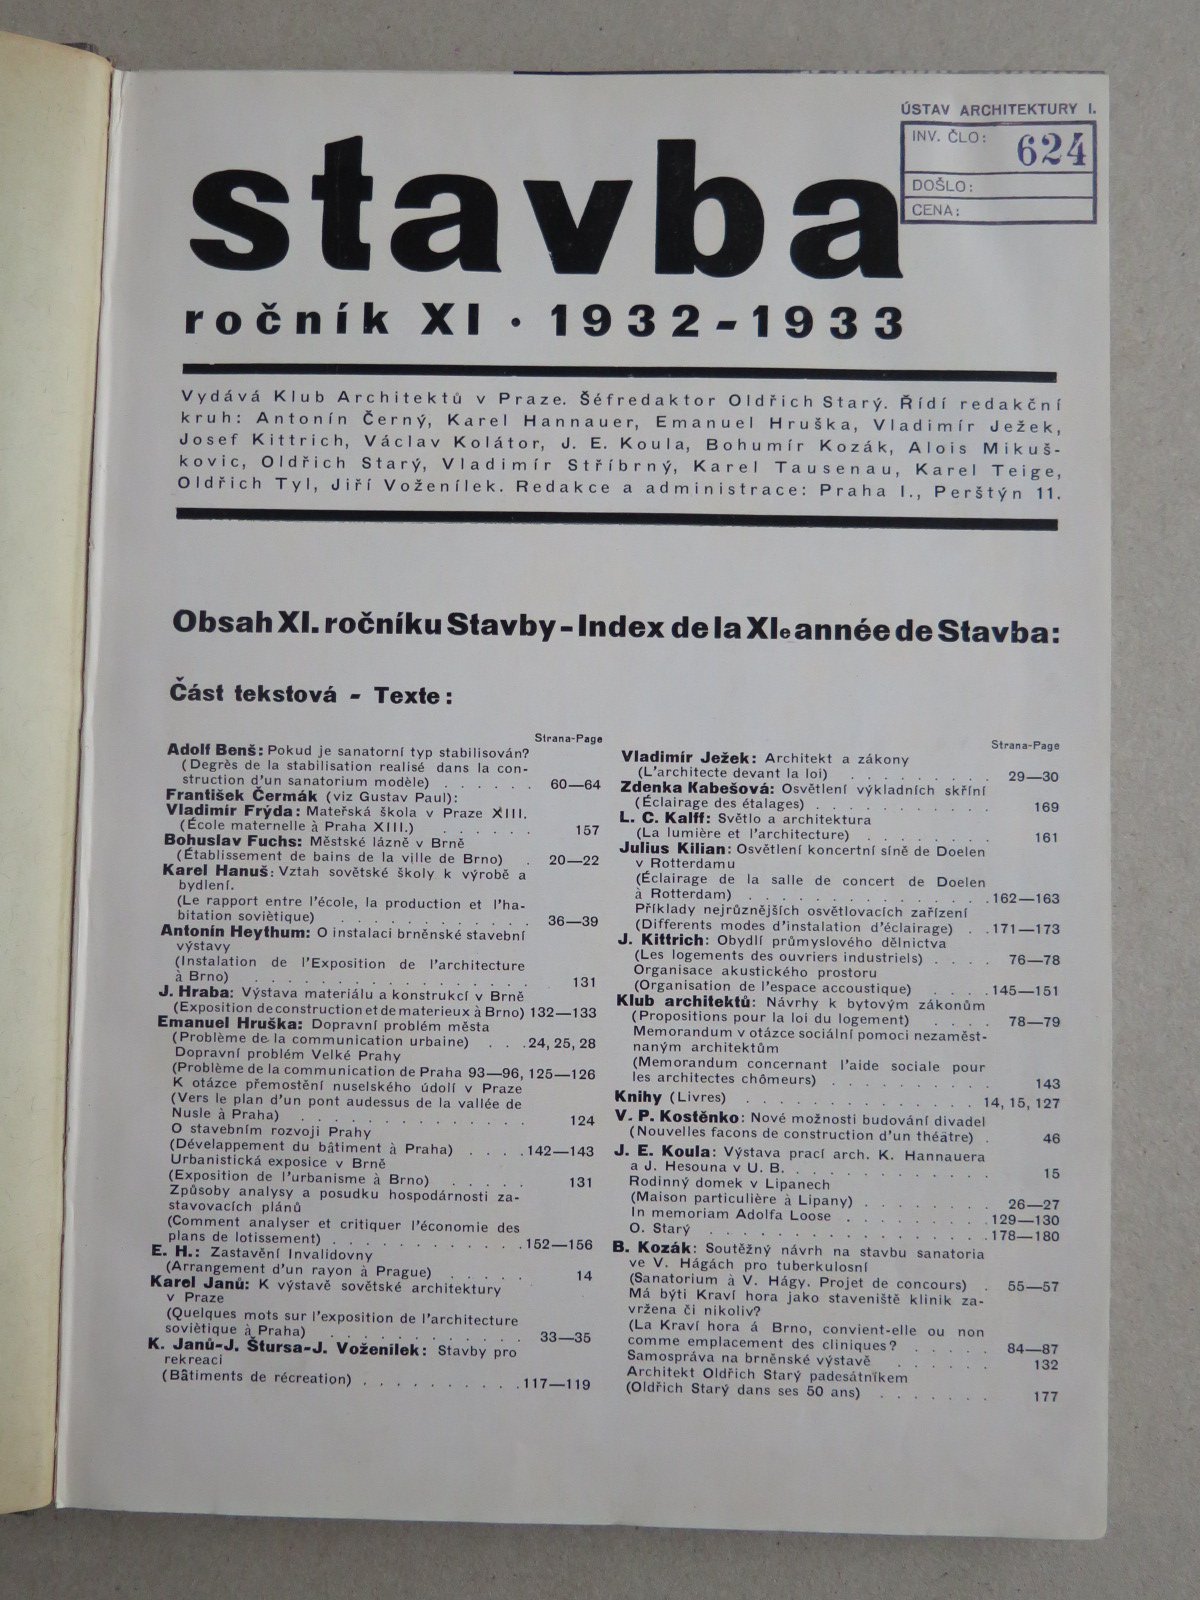 ÚSTAV ARCHITEKTURY I.
INV. ČLO: 624
DOŠLO:
CENA:
stavba
ročník XI · 1932-1933
Vydává Klub Architektů v Praze. Šéfredaktor Oldřich Starý. Řídí redakční
kruh: Antonín Černý, Karel Hannauer, Emanuel Hruška, Vladimír Ježek,
Josef Kittrich, Václav Kolátor, J. E. Koula, Bohumír Kozák, Alois Mikuš-
kovic, Oldřich Starý, Vladimír Stříbrný, Karel Tausenau, Karel Teige,
Oldřich Tyl, Jiří Voženílek. Redakce a administrace: Praha I., Perštýn 11.
Obsah XI. ročníku Stavby - Index de la XIe année de Stavba:
Část tekstová - Texte:
Strana-Page
Adolf Benš: Pokud je sanatorní typ stabilisován?
(Degrès de la stabilisation realisé dans la con-
struction d'un sanatorium modèle) . . . . . . 60—64
František Čermák (viz Gustav Paul):
Vladimír Frýda: Mateřská škola v Praze XIII.
(École maternelle à Praha XIII.) . . . . . . 157
Bohuslav Fuchs: Městské lázně v Brně
(Établissement de bains de la ville de Brno) . 20—22
Karel Hanuš: Vztah sovětské školy k výrobě a
bydlení.
(Le rapport entre l'école, la production et l'ha-
bitation soviètique) . . . . . . . . . . . 36—39
Antonín Heythum: O instalaci brněnské stavební
výstavy
(Instalation de l'Exposition de l'architecture
à Brno) . . . . . . . . . . . . . . . . 131
J. Hraba: Výstava materiálu a konstrukcí v Brně
(Exposition de construction et de materieux à Brno) 132—133
Emanuel Hruška: Dopravní problém města
(Problème de la communication urbaine) . . . 24, 25, 28
Dopravní problém Velké Prahy
(Problème de la communication de Praha 93—96, 125—126
K otázce přemostění nuselského údolí v Praze
(Vers le plan d'un pont audessus de la vallée de
Nusle à Praha) . . . . . . . . . . . . . 124
O stavebním rozvoji Prahy
(Dévelappement du bâtiment à Praha) . . . . 142—143
Urbanistická exposice v Brně
(Exposition de l'urbanisme à Brno) . . . . . 131
Způsoby analysy a posudku hospodárnosti za-
stavovacích plánů
(Comment analyser et critiquer l'économie des
plans de lotissement) . . . . . . . . . . . . 152—156
E. H.: Zastavění Invalidovny
(Arrangement d'un rayon à Prague) . . . . . 14
Karel Janů: K výstavě sovětské architektury
v Praze
(Quelques mots sur l'exposition de l'architecture
soviètique à Praha) . . . . . . . . . . . . 33—35
K. Janů-J. Štursa-J. Voženilek: Stavby pro
rekreaci
(Bâtiments de récreation) . . . . . . . . . . 117—119
Strana-Page
Vladimír Ježek: Architekt a zákony
(L'architecte devant la loi) . . . . . . . . . 29—30
Zdenka Kabešová: Osvětlení výkladních skříní
(Éclairage des étalages) . . . . . . . . . . . 169
L. C. Kalff: Světlo a architektura
(La lumière et l'architecture) . . . . . . . . 161
Julius Kilian: Osvětlení koncertní síně de Doelen
v Rotterdamu
(Éclairage de la salle de concert de Doelen
à Rotterdam) . . . . . . . . . . . . . . . 162—163
Příklady nejrůznějších osvětlovacích zařízení
(Differents modes d'instalation d'éclairage) . . 171—173
J. Kittrich: Obydlí průmyslového dělnictva
(Les logements des ouvriers industriels) . . . . 76—78
Organisace akustického prostoru
(Organisation de l'espace accoustique) . . . . 145—151
Klub architektů: Návrhy k bytovým zákonům
(Propositions pour la loi du logement) . . . . 78—79
Memorandum v otázce sociální pomoci nezaměst-
naným architektům
(Memorandum concernant l'aide sociale pour
les architectes chômeurs) . . . . . . . . . . 143
Knihy (Livres) . . . . . . . . . . . . . . 14, 15, 127
V. P. Kostěnko: Nové možnosti budování divadel
(Nouvelles facons de construction d'un théâtre) . 46
J. E. Koula: Výstava prací arch. K. Hannauera
a J. Hesouna v U. B. . . . . . . . . . . . . 15
Rodinný domek v Lipanech
(Maison particulière à Lipany) . . . . . . . . 26—27
In memoriam Adolfa Loose . . . . . . . . . 129—130
O. Starý . . . . . . . . . . . . . . . . . 178—180
B. Kozák: Soutěžný návrh na stavbu sanatoria
ve V. Hágách pro tuberkulosní
(Sanatorium à V. Hágy. Projet de concours) . 55—57
Má býti Kraví hora jako staveniště klinik za-
vržena či nikoliv?
(La Kraví hora á Brno, convient-elle ou non
comme emplacement des cliniques? . . . . . 84—87
Samospráva na brněnské výstavě . . . . . . 132
Architekt Oldřich Starý padesátníkem
(Oldřich Starý dans ses 50 ans) . . . . . . . 177